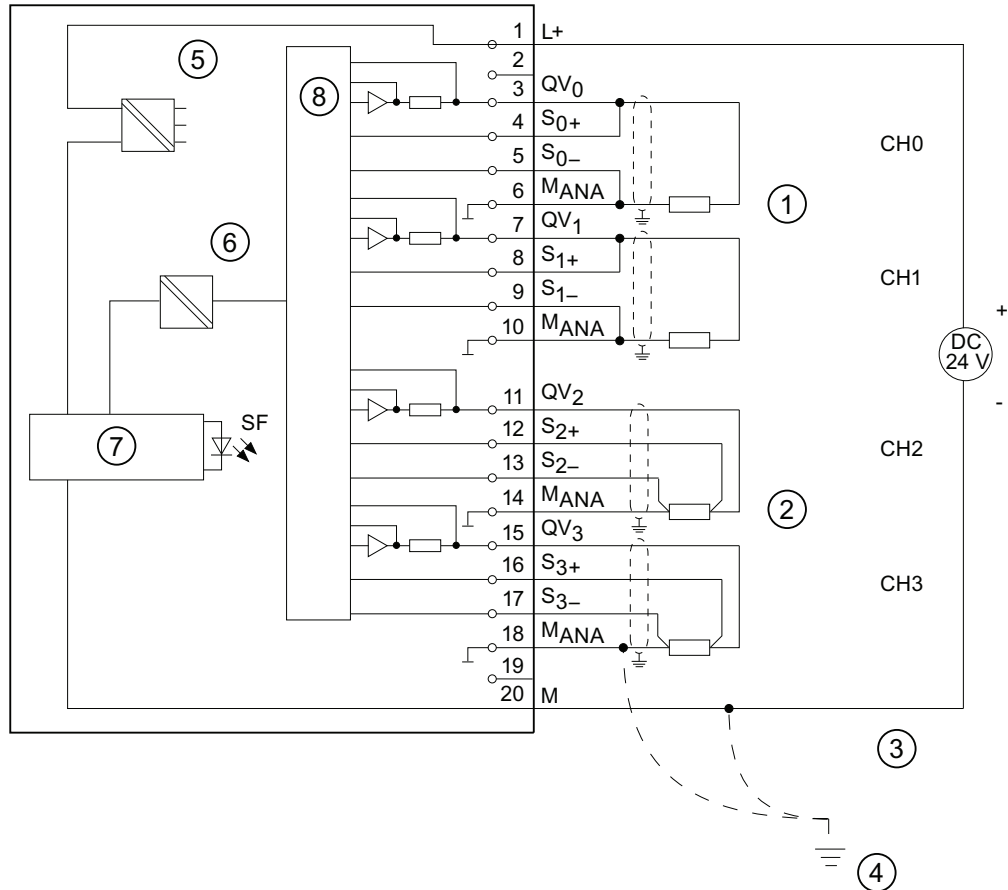 1 L+
2
3 QV0
4 S0+
5 S0–
6 MANA
7 QV1
8 S1+
9 S1–
10 MANA
11 QV2
12 S2+
13 S2–
14 MANA
15 QV3
16 S3+
17 S3–
18 MANA
19
20 M
5
8
6
7
SF
1
2
CH0
CH1
CH2
CH3
+
DC
24 V
-
3
4